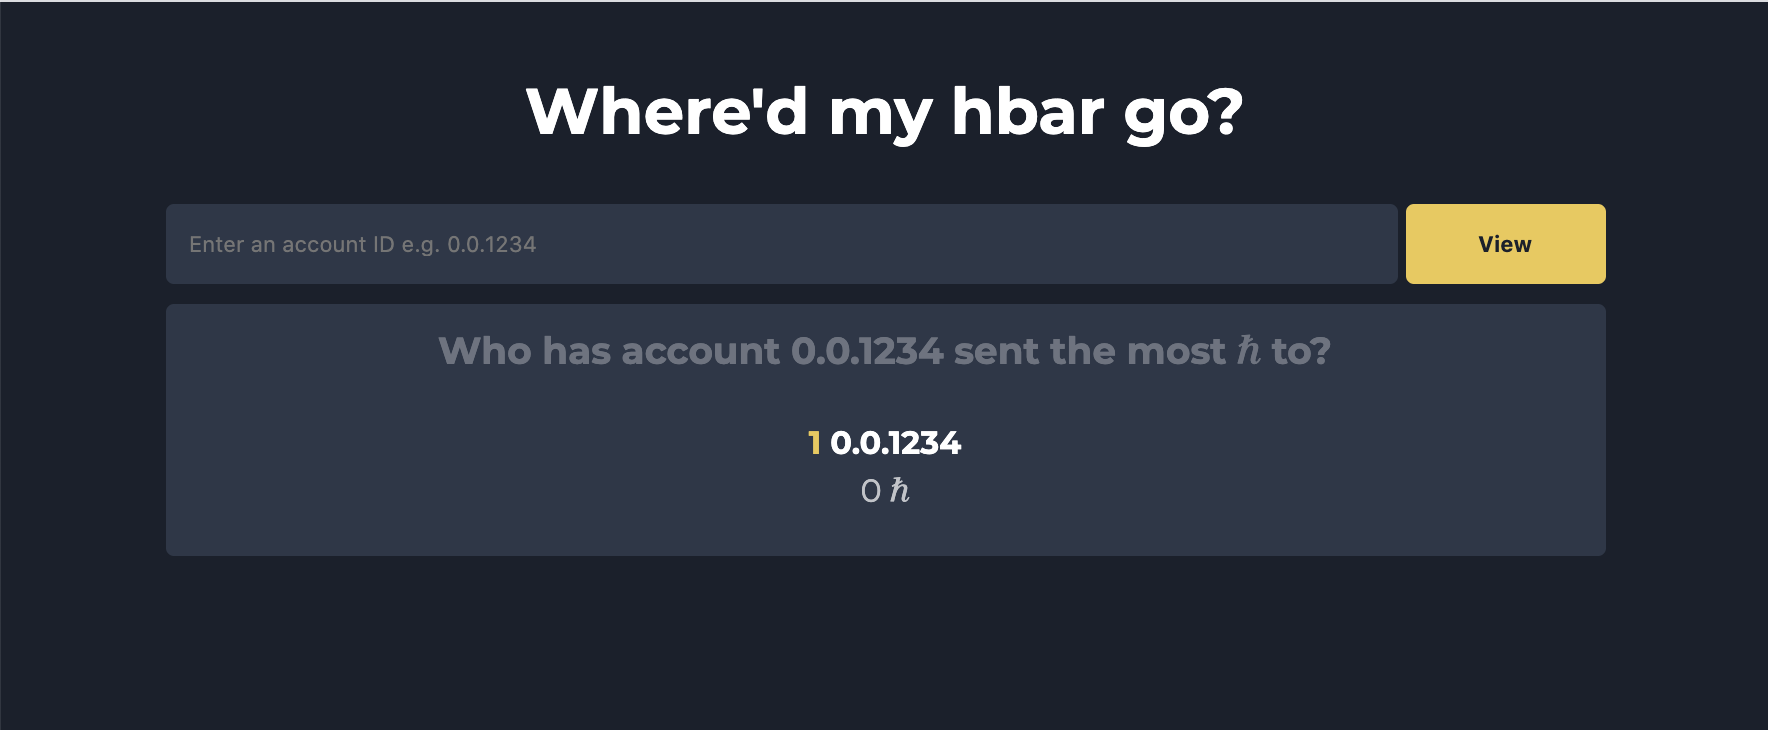 Where'd my hbar go?
Enter an account ID e.g. 0.0.1234
View
Who has account 0.0.1234 sent the most ℏ to?
1 0.0.1234
0 ℏ